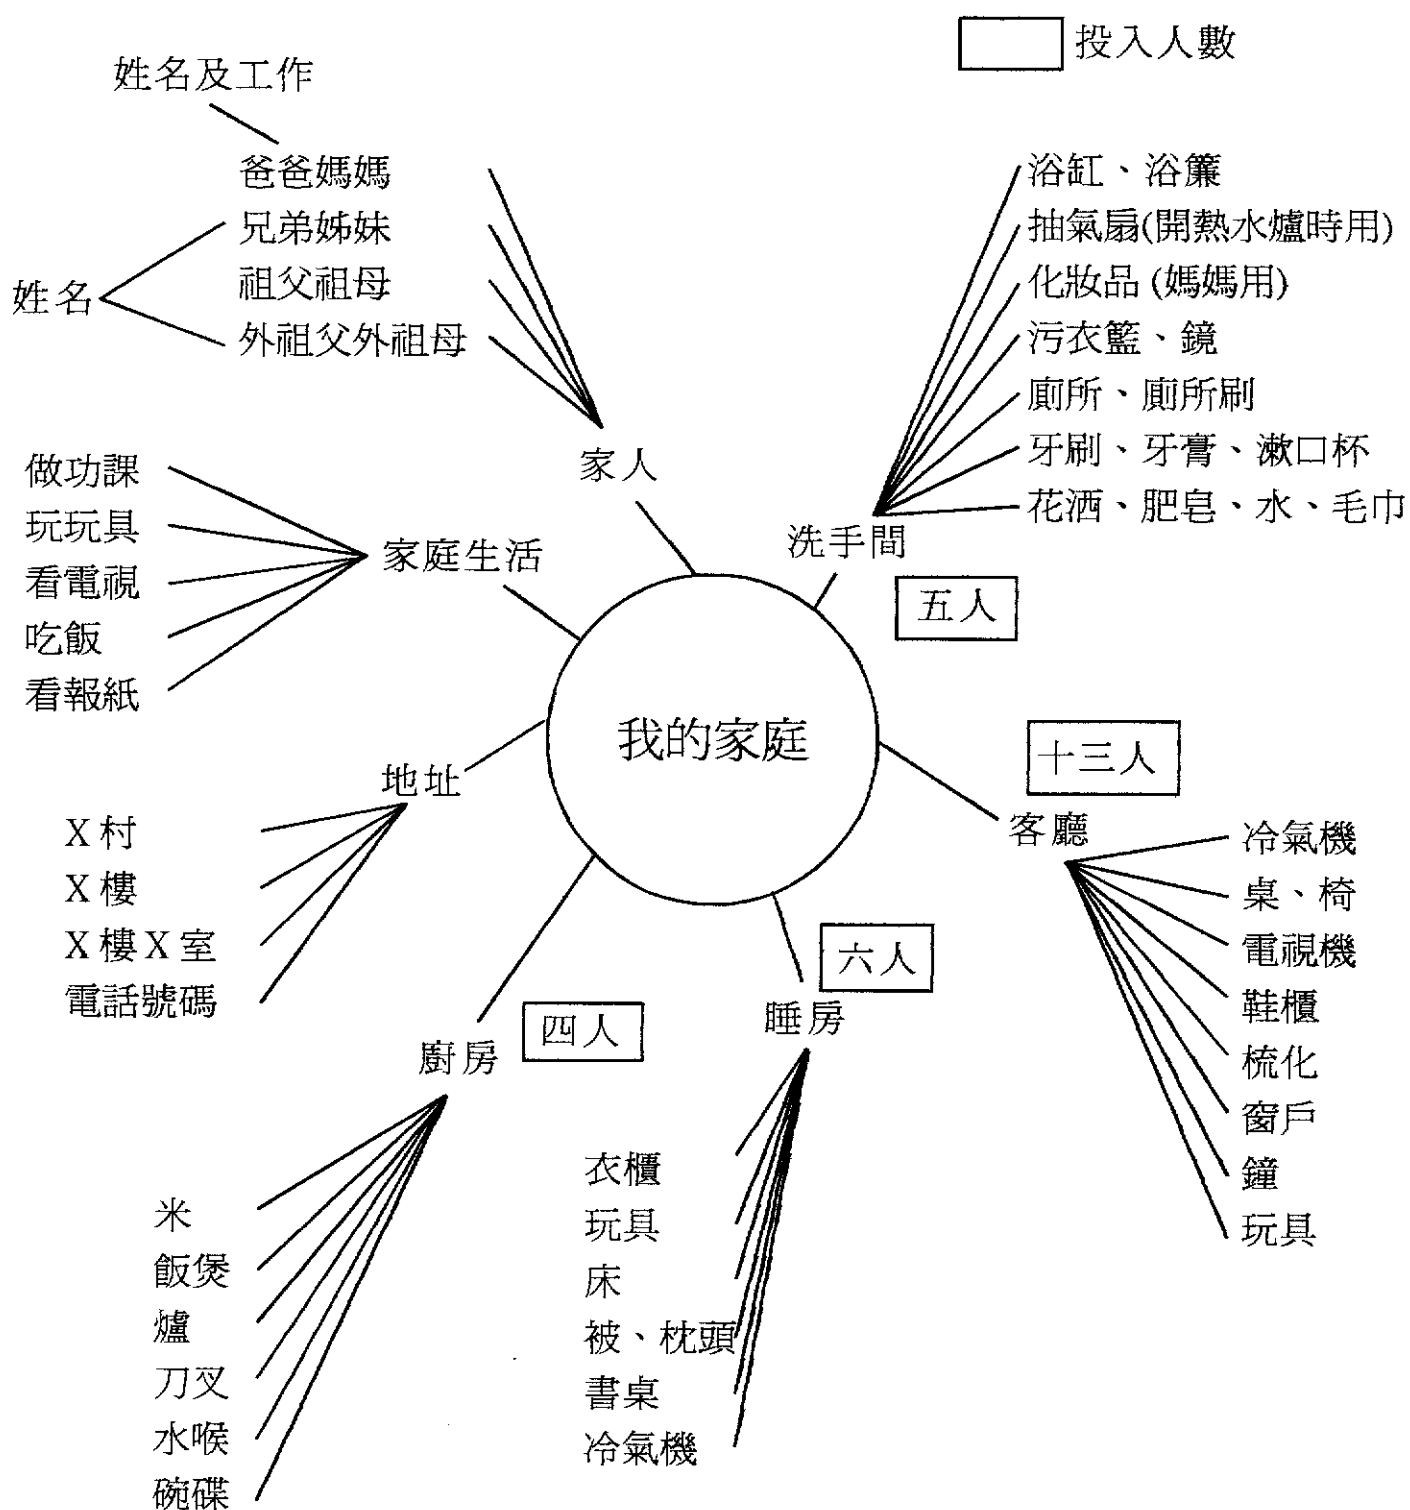 投入人數
姓名及工作
爸爸媽媽
兄弟姊妹
祖父祖母
外祖父外祖母
姓名
家人
浴缸、浴簾
抽氣扇(開熱水爐時用)
化妝品 (媽媽用)
污衣籃、鏡
廁所、廁所刷
牙刷、牙膏、漱口杯
花洒、肥皂、水、毛巾
洗手間
五人
做功課
玩玩具
看電視
吃飯
看報紙
家庭生活
我的家庭
十三人
客廳
冷氣機
桌、椅
電視機
鞋櫃
梳化
窗戶
鐘
玩具
地址
X 村
X 樓
X 樓 X 室
電話號碼
六人
睡房
衣櫃
玩具
床
被、枕頭
書桌
冷氣機
四人
廚房
米
飯煲
爐
刀叉
水喉
碗碟